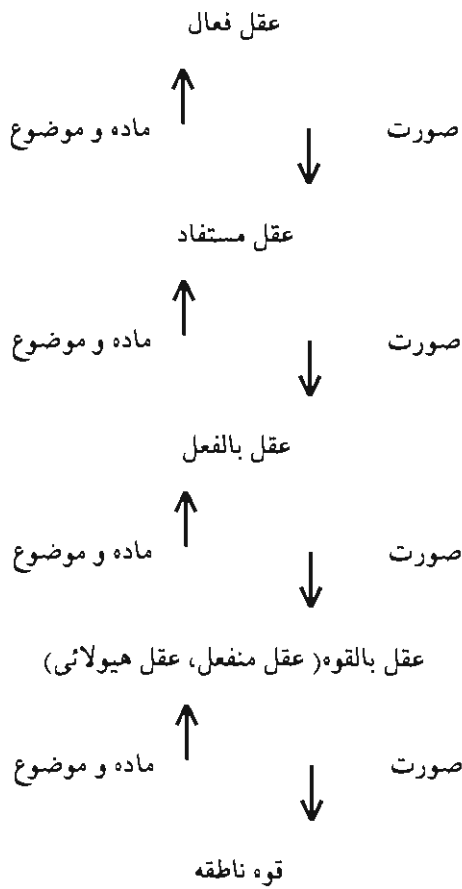 عقل فعال
صورت ماده و موضوع
عقل مستفاد
صورت ماده و موضوع
عقل بالفعل
صورت ماده و موضوع
عقل بالقوه( عقل منفعل، عقل هیولائی)
صورت ماده و موضوع
قوه ناطقه